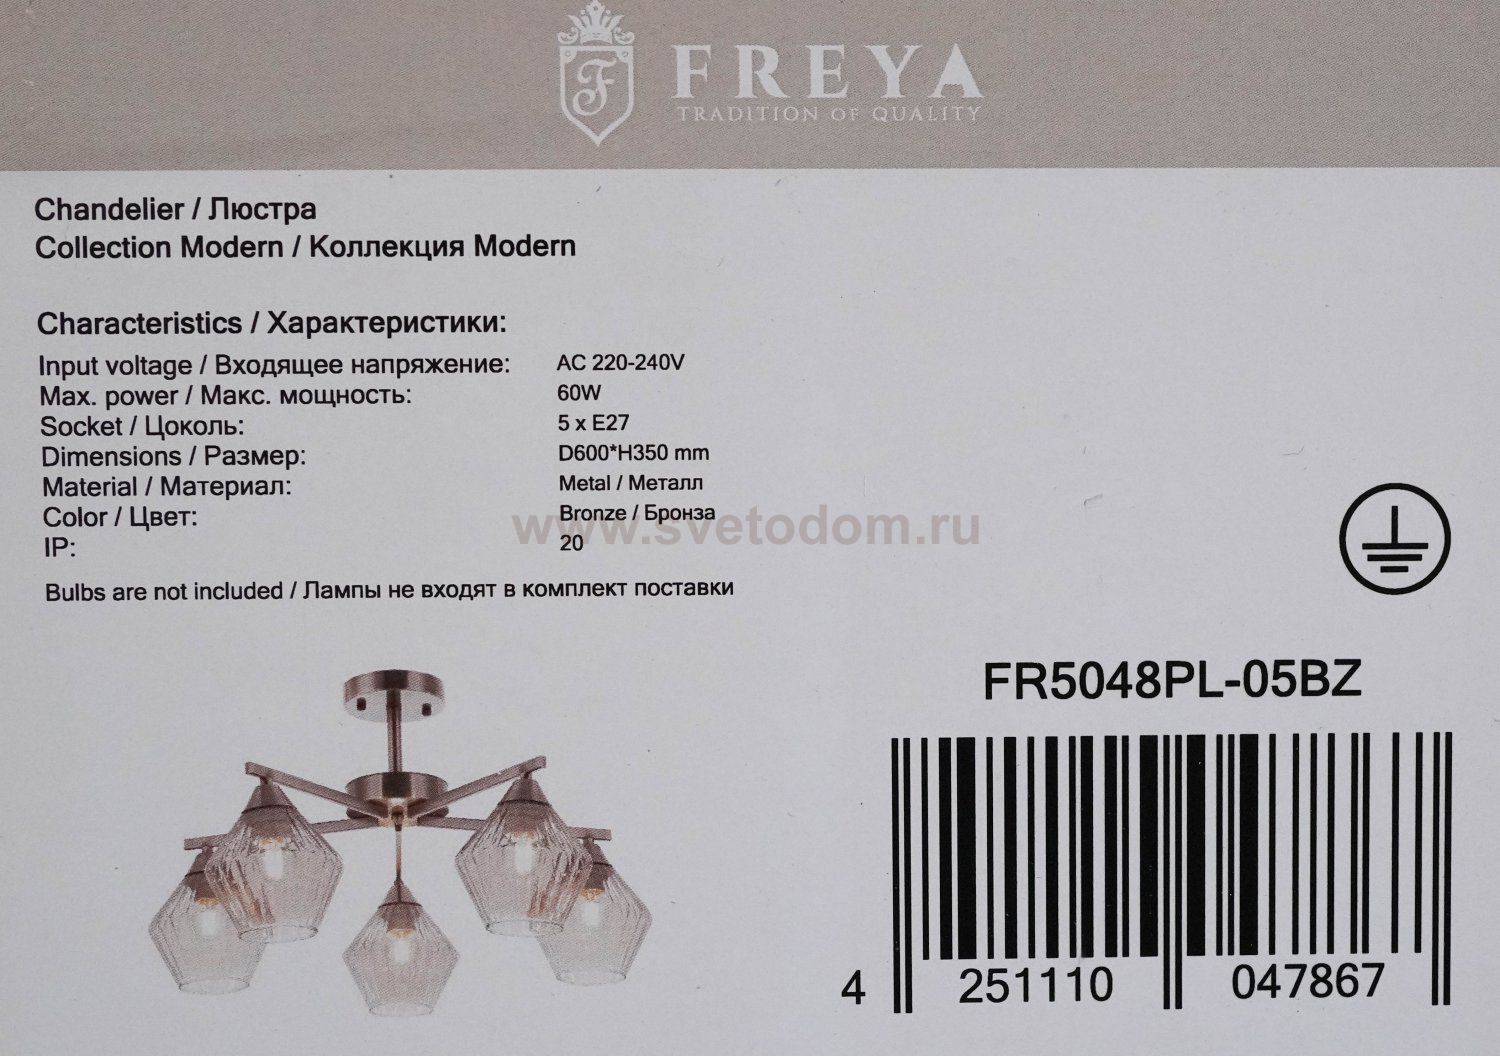 F
FREYA
TRADITION OF QUALITY
Chandelier / Люстра
Collection Modern / Коллекция Modern
Characteristics / Характеристики:
Input voltage / Входящее напряжение: AC 220-240V
Max. power / Макс. мощность: 60W
Socket / Цоколь: 5 x E27
Dimensions / Размер: D600*H350 mm
Material / Материал: Metal / Металл
Color / Цвет: Bronze / Бронза
www.svetodom.ru
IP: 20
Bulbs are not included / Лампы не входят в комплект поставки
FR5048PL-05BZ
4 251110 047867